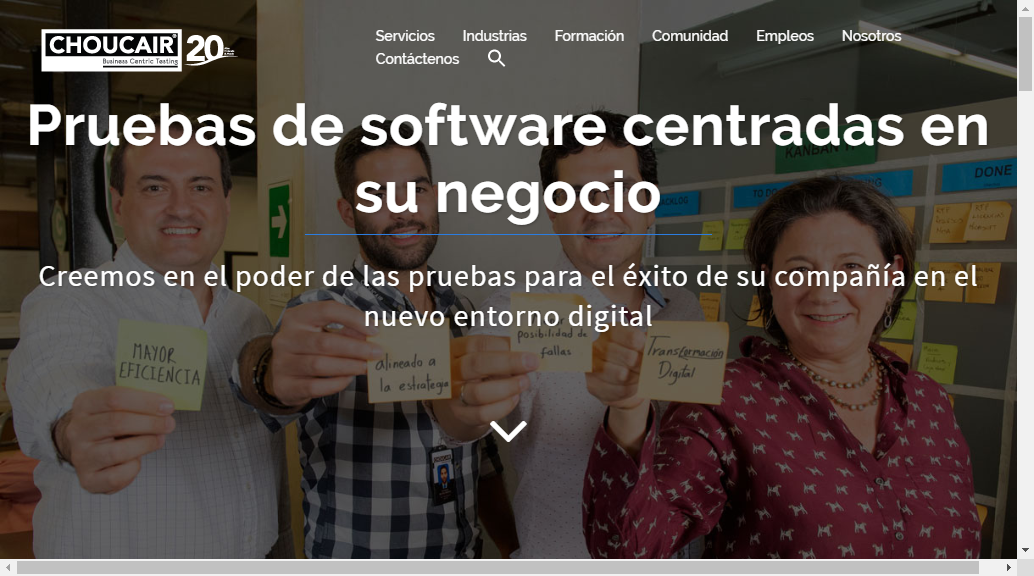 CHOUCAIR®
Business Centric Testing
20
Servicios Industrias Formación Comunidad Empleos Nosotros
Contáctenos
Pruebas de software centradas en
su negocio
Creemos en el poder de las pruebas para el éxito de su compañía en el
nuevo entorno digital
KANBAN
BACKLOG
TO DO
DONE
MAYOR
EFICIENCIA
alineado a
la estrategia
posibilidad de
fallas
Transformación
Digital